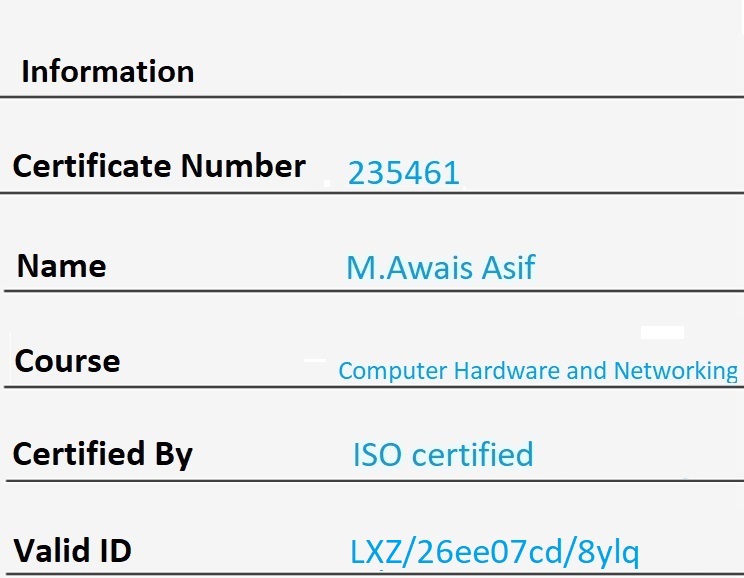 Information
Certificate Number 235461
Name M.Awais Asif
Course Computer Hardware and Networking
Certified By ISO certified
Valid ID LXZ/26ee07cd/8ylq